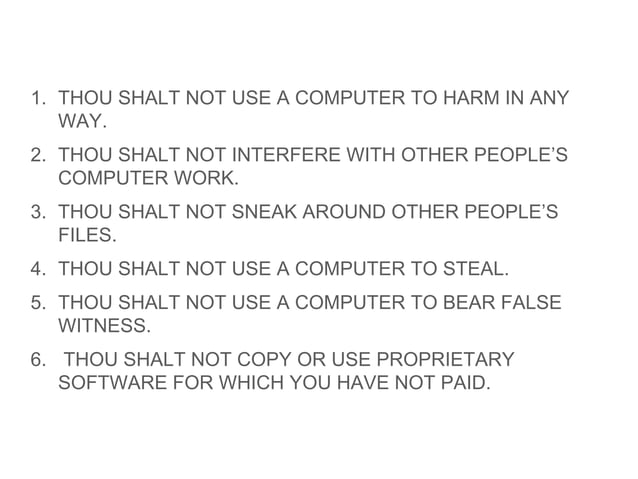 1. THOU SHALT NOT USE A COMPUTER TO HARM IN ANY
WAY.
2. THOU SHALT NOT INTERFERE WITH OTHER PEOPLE’S
COMPUTER WORK.
3. THOU SHALT NOT SNEAK AROUND OTHER PEOPLE’S
FILES.
4. THOU SHALT NOT USE A COMPUTER TO STEAL.
5. THOU SHALT NOT USE A COMPUTER TO BEAR FALSE
WITNESS.
6. THOU SHALT NOT COPY OR USE PROPRIETARY
SOFTWARE FOR WHICH YOU HAVE NOT PAID.